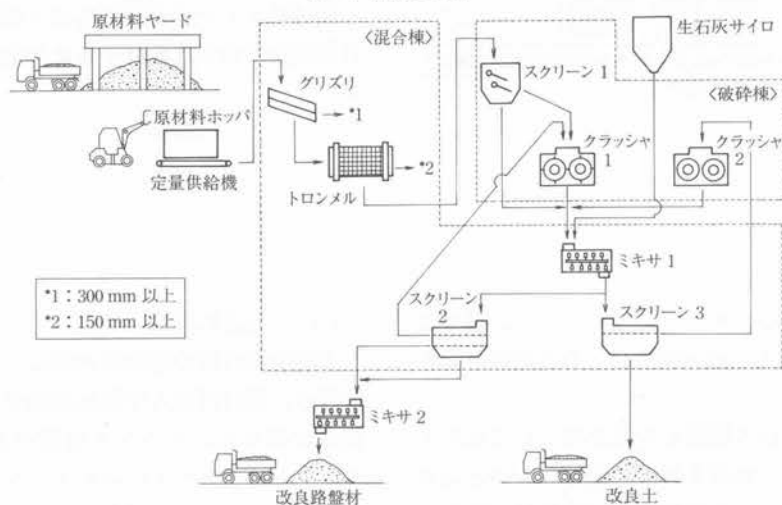 原材料ヤード
〈混合棟〉
生石灰サイロ
スクリーン 1
グリズリ
〈破砕棟〉
*1
原材料ホッパ
クラッシャ
1
クラッシャ
2
*2
定量供給機
トロンメル
ミキサ 1
*1：300 mm 以上
*2：150 mm 以上
スクリーン
2
スクリーン 3
ミキサ 2
改良路盤材
改良土